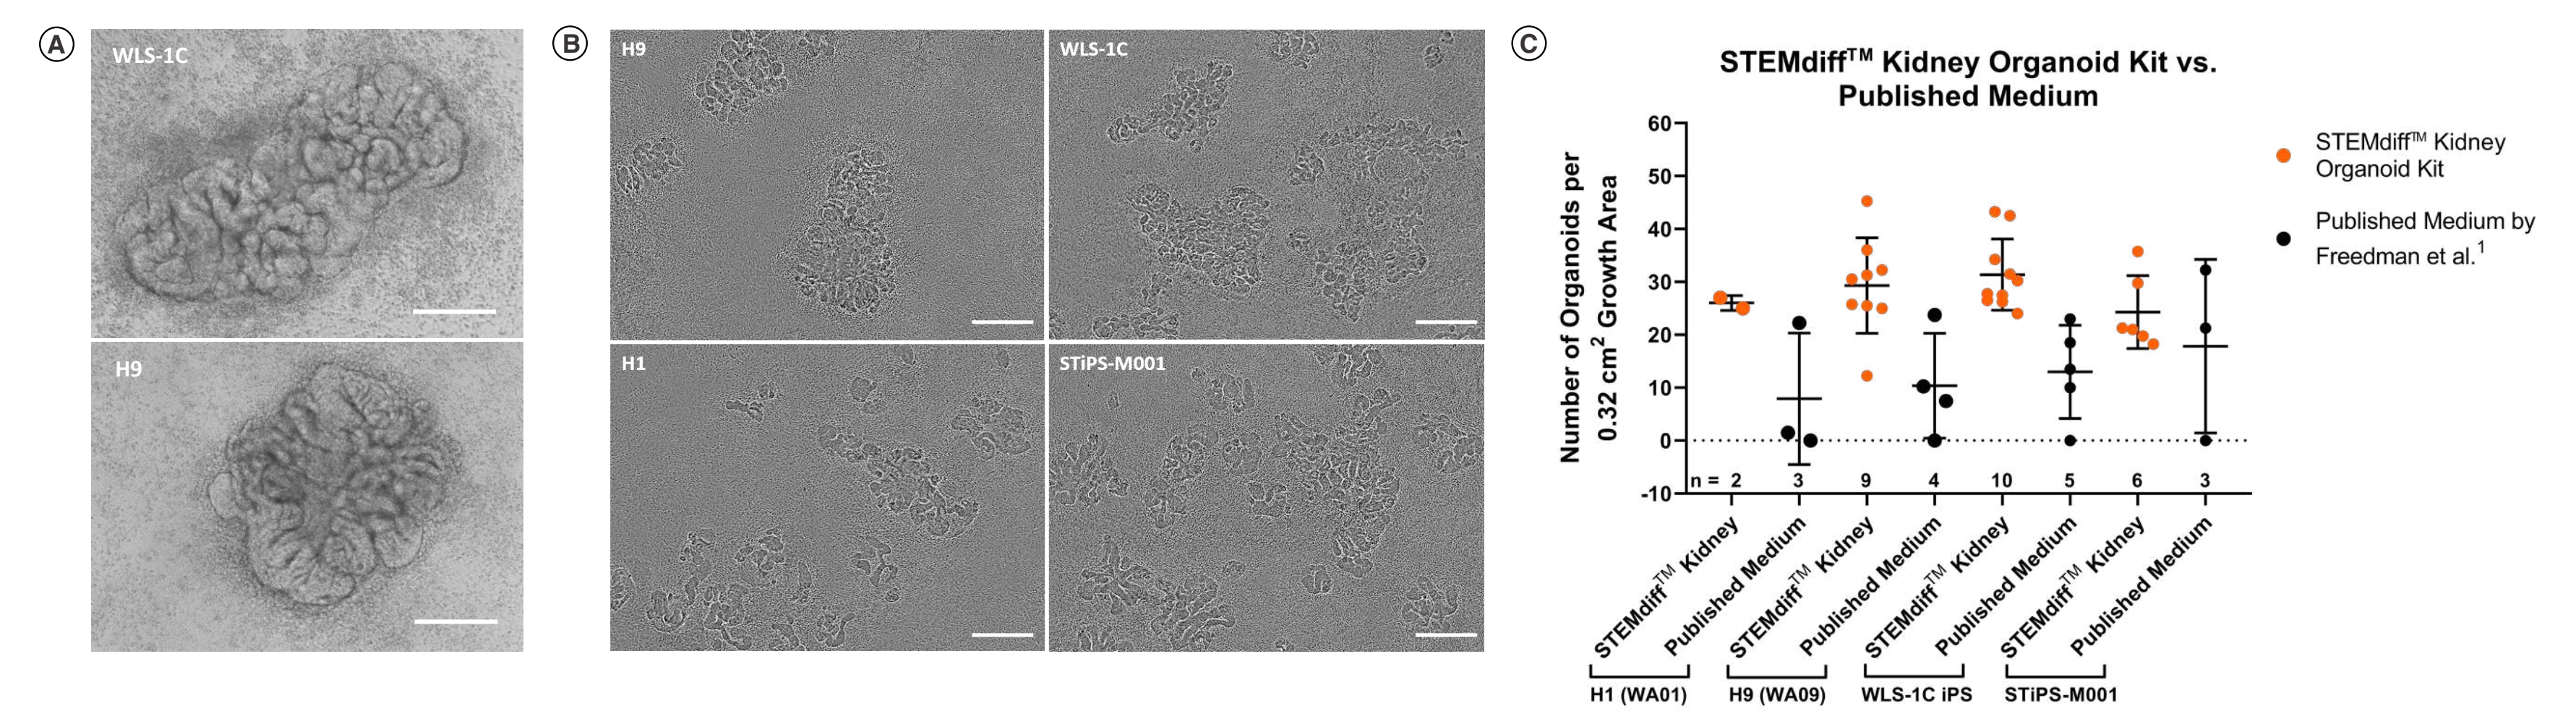 A
WLS-1C
H9
B
H9
WLS-1C
H1
STiPS-M001
C
STEMdiff™ Kidney Organoid Kit vs.
Published Medium
Number of Organoids per
0.32 cm² Growth Area
60
50
40
30
20
10
0
-10
n = 2 3 9 4 10 5 6 3
STEMdiff™ Kidney
Published Medium
STEMdiff™ Kidney
Published Medium
STEMdiff™ Kidney
Published Medium
STEMdiff™ Kidney
Published Medium
H1 (WA01)
H9 (WA09)
WLS-1C iPS
STiPS-M001
STEMdiff™ Kidney
Organoid Kit
Published Medium by
Freedman et al.¹